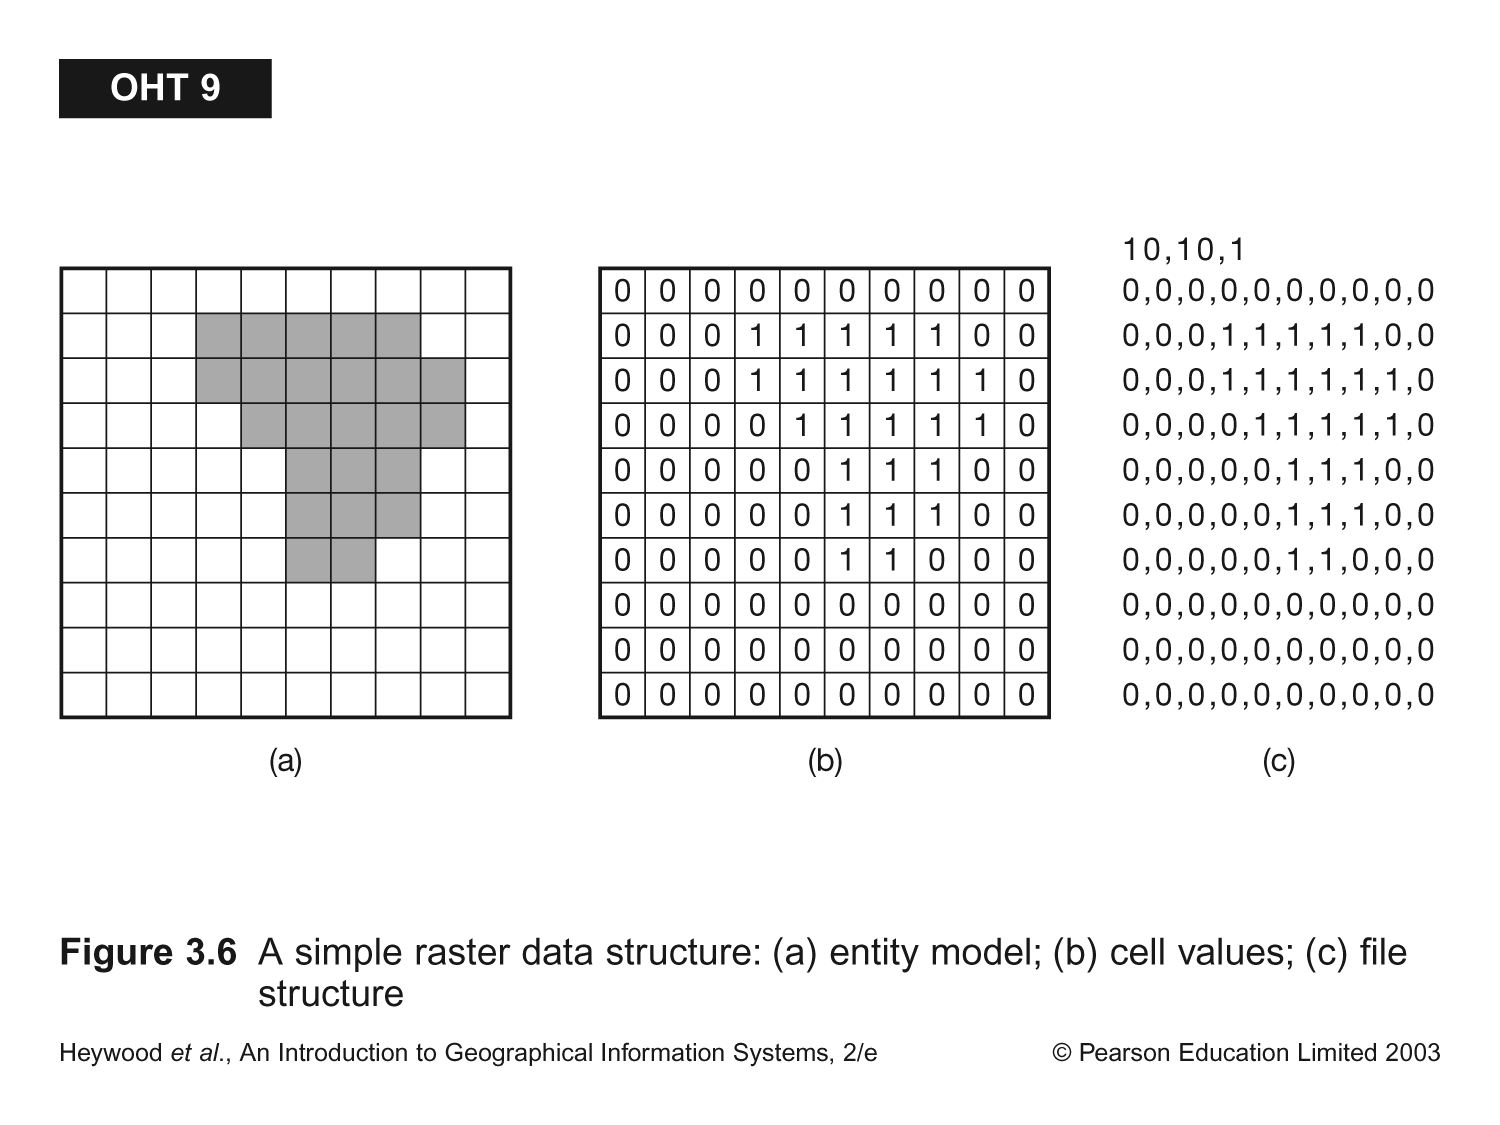 OHT 9
0 0 0 0 0 0 0 0 0 0
0 0 0 1 1 1 1 1 0 0
0 0 0 1 1 1 1 1 1 0
0 0 0 0 1 1 1 1 1 0
0 0 0 0 0 1 1 1 0 0
0 0 0 0 0 1 1 1 0 0
0 0 0 0 0 1 1 0 0 0
0 0 0 0 0 0 0 0 0 0
0 0 0 0 0 0 0 0 0 0
0 0 0 0 0 0 0 0 0 0
10,10,1
0,0,0,0,0,0,0,0,0,0
0,0,0,1,1,1,1,1,0,0
0,0,0,1,1,1,1,1,1,0
0,0,0,0,1,1,1,1,1,0
0,0,0,0,0,1,1,1,0,0
0,0,0,0,0,1,1,1,0,0
0,0,0,0,0,1,1,0,0,0
0,0,0,0,0,0,0,0,0,0
0,0,0,0,0,0,0,0,0,0
0,0,0,0,0,0,0,0,0,0
(a)
(b)
(c)
Figure 3.6 A simple raster data structure: (a) entity model; (b) cell values; (c) file
structure
Heywood et al., An Introduction to Geographical Information Systems, 2/e
© Pearson Education Limited 2003